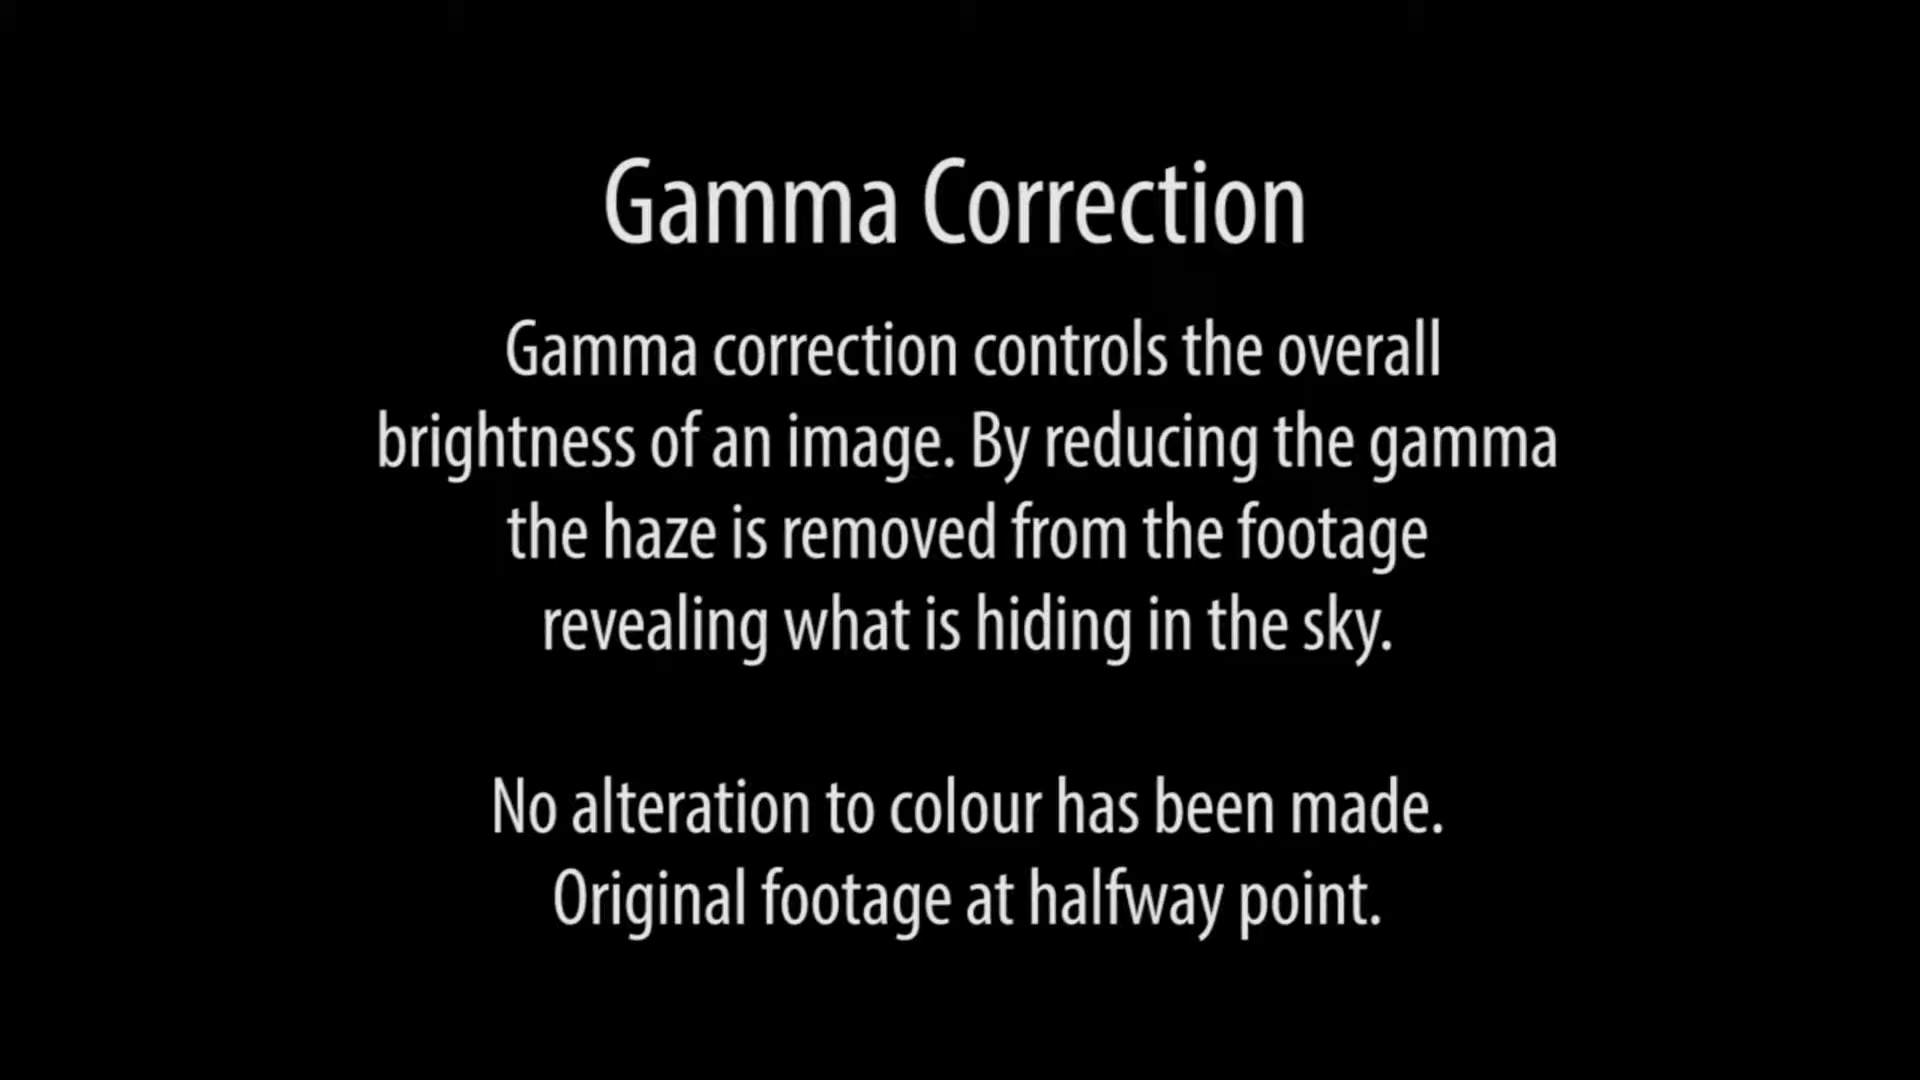 Gamma Correction
Gamma correction controls the overall
brightness of an image. By reducing the gamma
the haze is removed from the footage
revealing what is hiding in the sky.
No alteration to colour has been made.
Original footage at halfway point.